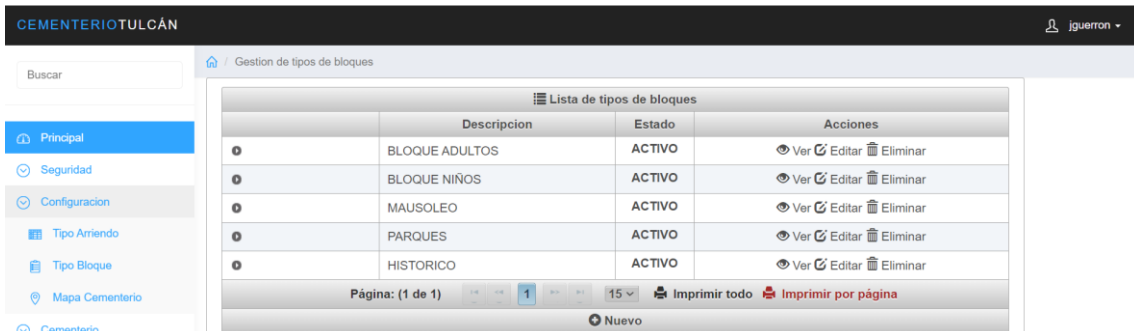 CEMENTERIOTULCÁN
jguerron
Buscar
/ Gestion de tipos de bloques
Principal
Seguridad
Configuracion
Tipo Arriendo
Tipo Bloque
Mapa Cementerio
Cementerio
Lista de tipos de bloques
Descripcion Estado Acciones
BLOQUE ADULTOS ACTIVO Ver Editar Eliminar
BLOQUE NIÑOS ACTIVO Ver Editar Eliminar
MAUSOLEO ACTIVO Ver Editar Eliminar
PARQUES ACTIVO Ver Editar Eliminar
HISTORICO ACTIVO Ver Editar Eliminar
Página: (1 de 1) 1 15 Imprimir todo Imprimir por página
Nuevo